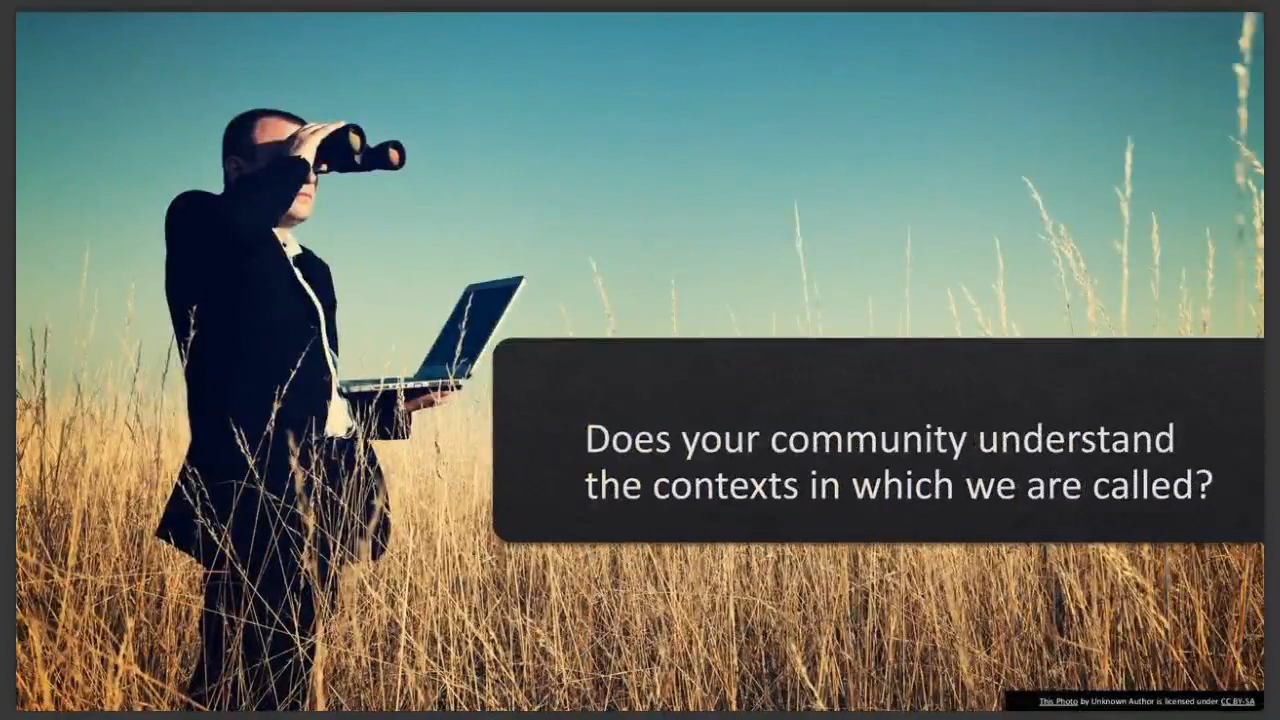 Does your community understand
the contexts in which we are called?
This Photo by Unknown Author is licensed under CC BY-SA